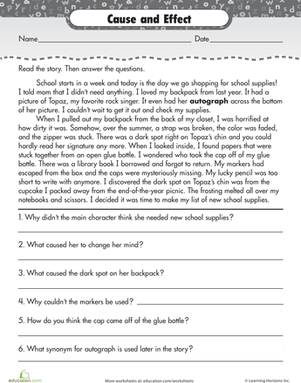 Cause and Effect
Name
Date
Read the story. Then answer the questions.
School starts in a week and today is the day we go shopping for school supplies!
I told mom that I didn't need anything. I loved my backpack from last year. It had a
picture of Topaz, my favorite rock singer. It even had her autograph across the bottom
of her picture. I couldn't wait to get it out and check my supplies.
When I pulled out my backpack from the back of my closet, I was horrified at
how dirty it was. Somehow, over the summer, a strap was broken, the color was faded,
and the zipper was stuck. There was a dark spot right on Topaz's chin and you could
hardly read her signature any more. When I looked inside, I found papers that were
stuck together from an open glue bottle. I wondered who took the cap off of my glue
bottle. There was a library book I borrowed and forgot to return. My markers had
escaped from the box and the caps were mysteriously missing. My lucky pencil was too
short to write with anymore. I discovered the dark spot on Topaz's chin was from the
cupcake I packed away from the end-of-the-year picnic. The frosting melted all over my
notebooks and scissors. I decided it was time to make my list of new school supplies.
1. Why didn't the main character think she needed new school supplies?
2. What caused her to change her mind?
3. What caused the dark spot on her backpack?
4. Why couldn't the markers be used?
5. How do you think the cap came off of the glue bottle?
6. What synonym for autograph is used later in the story?
education.com
More worksheets at education.com/worksheets
© Learning Horizons, Inc.